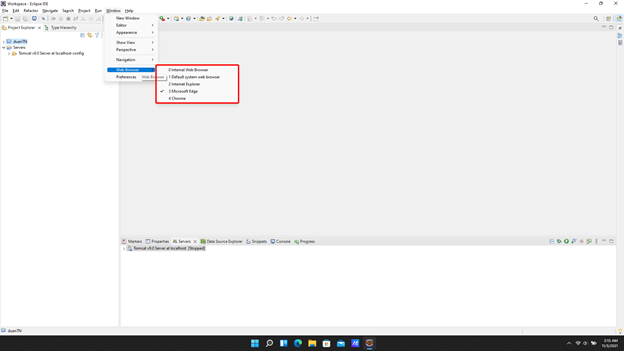 Workspace - Eclipse IDE
File Edit Refactor Navigate Search Project Run Window Help
Project Explorer Type Hierarchy
duanTN
Servers
Tomcat v9.0 Server at localhost-config
New Window
Editor
Appearance
Show View
Perspective
Navigation
Web Browser
Preferences
Web Browser
0 Internal Web Browser
1 Default system web browser
2 Internet Explorer
3 Microsoft Edge
4 Chrome
Markers Properties Servers Data Source Explorer Snippets Console Progress
Tomcat v9.0 Server at localhost [Stopped]
duanTN
3:55 AM
11/5/2021